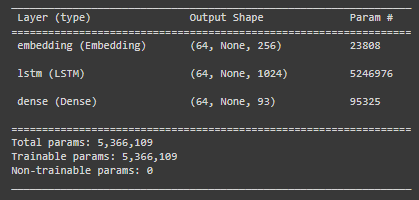 Layer (type) Output Shape Param #
embedding (Embedding) (64, None, 256) 23808
lstm (LSTM) (64, None, 1024) 5246976
dense (Dense) (64, None, 93) 95325
Total params: 5,366,109
Trainable params: 5,366,109
Non-trainable params: 0